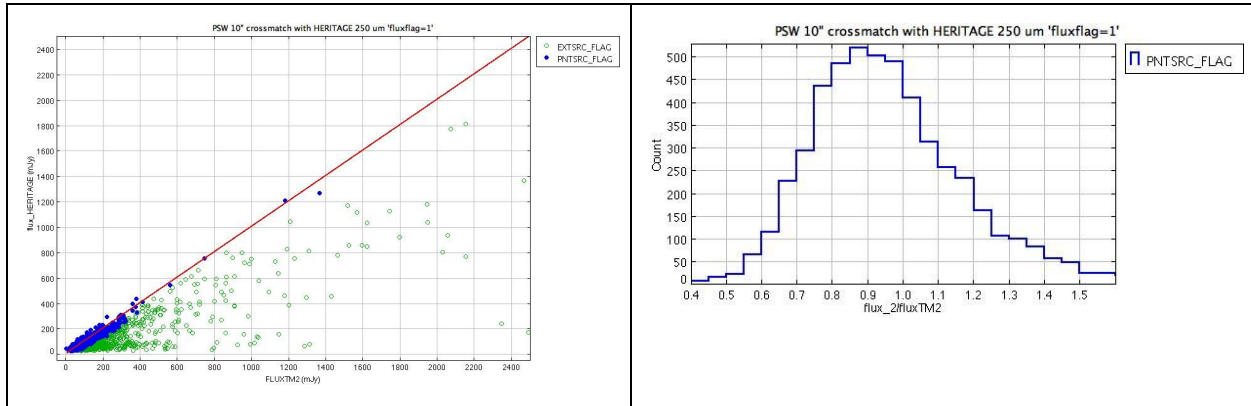 PSW 10" crossmatch with HERITAGE 250 um 'fluxflag=1'
2400
2200
2000
1800
1600
1400
1200
1000
800
600
400
200
0
flux_HERITAGE (mJy)
0 200 400 600 800 1000 1200 1400 1600 1800 2000 2200 2400
FLUXTM2 (mJy)
EXTSRC_FLAG
PNTSRC_FLAG
PSW 10" crossmatch with HERITAGE 250 um 'fluxflag=1'
500
450
400
350
300
250
200
150
100
50
0
Count
0.4 0.5 0.6 0.7 0.8 0.9 1.0 1.1 1.2 1.3 1.4 1.5
flux_2/fluxTM2
PNTSRC_FLAG